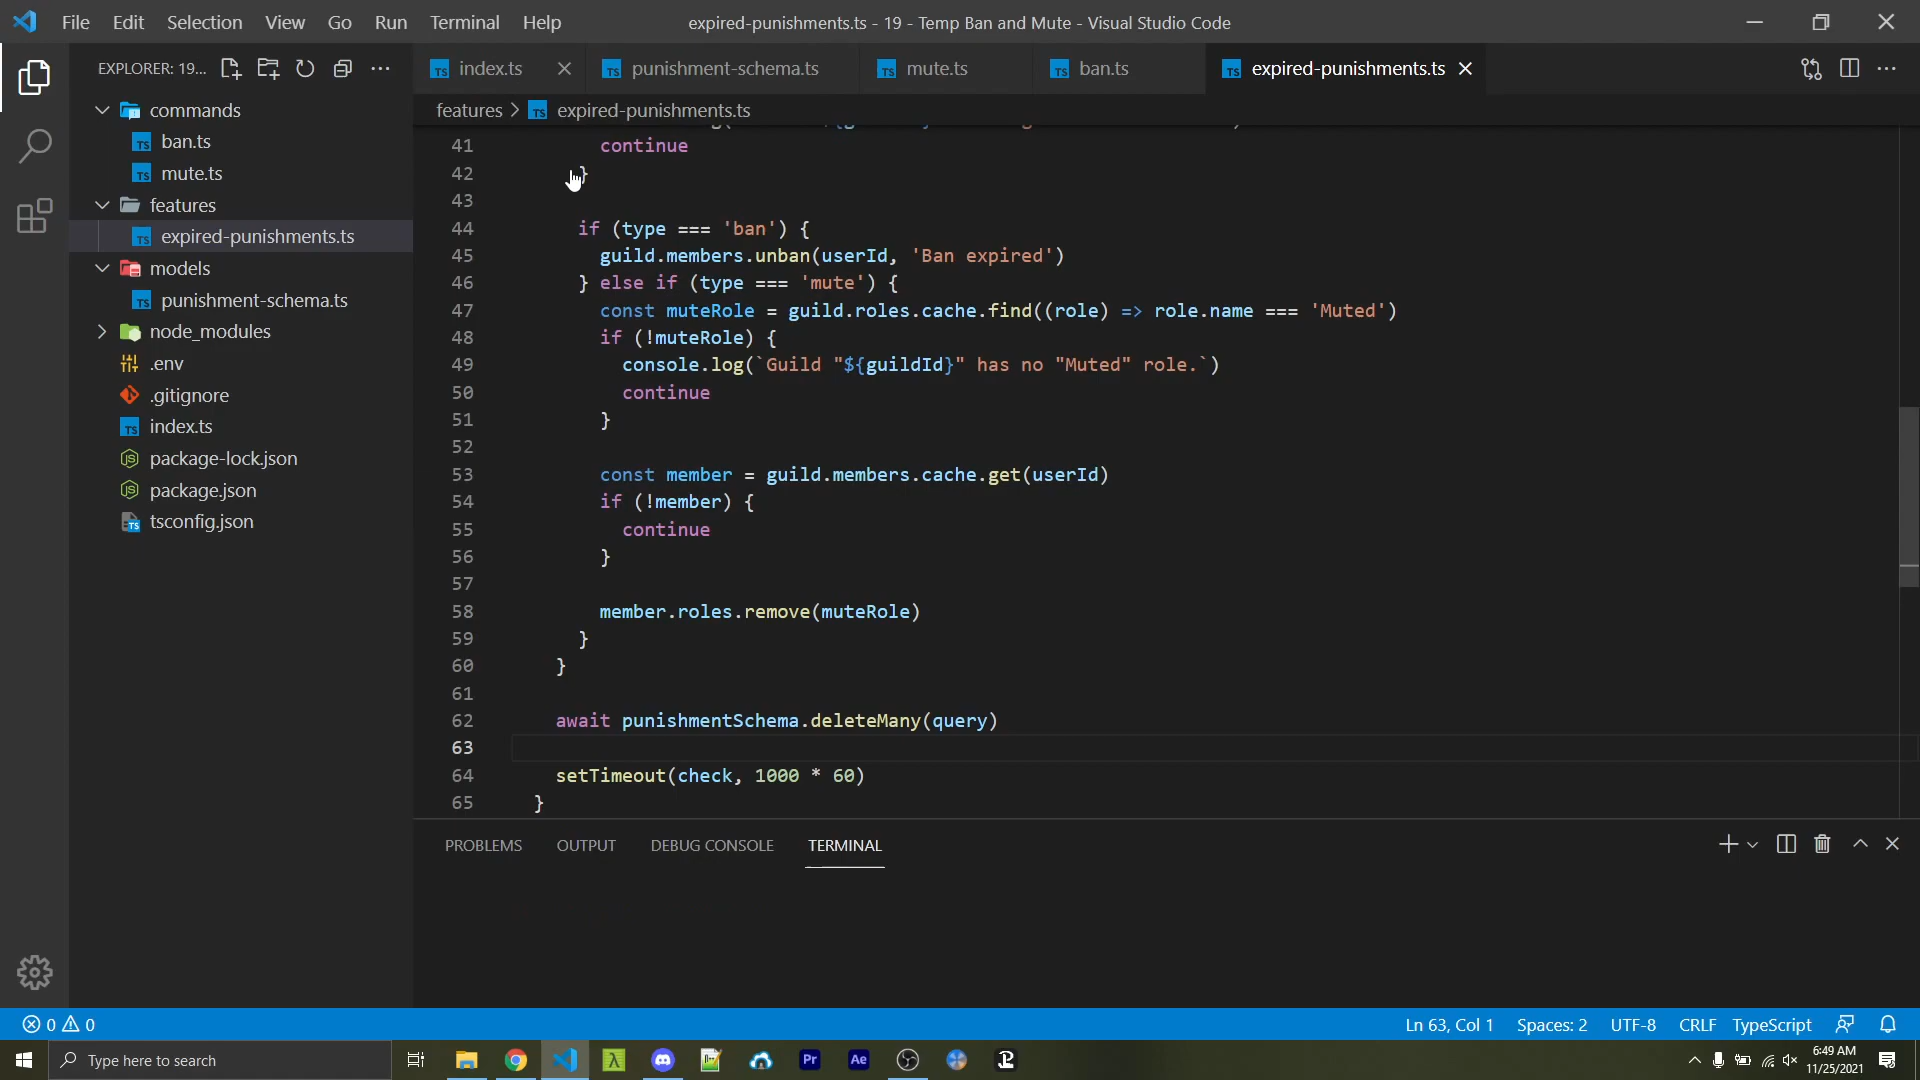 File Edit Selection View Go Run Terminal Help
expired-punishments.ts - 19 - Temp Ban and Mute - Visual Studio Code
EXPLORER: 19...
commands
ban.ts
mute.ts
features
expired-punishments.ts
models
punishment-schema.ts
node_modules
.env
.gitignore
index.ts
package-lock.json
package.json
tsconfig.json
index.ts
punishment-schema.ts
mute.ts
ban.ts
expired-punishments.ts
features > expired-punishments.ts
41 continue
42 }
43
44 if (type === 'ban') {
45 guild.members.unban(userId, 'Ban expired')
46 } else if (type === 'mute') {
47 const muteRole = guild.roles.cache.find((role) => role.name === 'Muted')
48 if (!muteRole) {
49 console.log(`Guild "${guildId}" has no "Muted" role.`)
50 continue
51 }
52
53 const member = guild.members.cache.get(userId)
54 if (!member) {
55 continue
56 }
57
58 member.roles.remove(muteRole)
59 }
60 }
61
62 await punishmentSchema.deleteMany(query)
63
64 setTimeout(check, 1000 * 60)
65 }
PROBLEMS OUTPUT DEBUG CONSOLE TERMINAL
0 0
Ln 63, Col 1 Spaces: 2 UTF-8 CRLF TypeScript
Type here to search
Pr
Ae
6:49 AM
11/25/2021